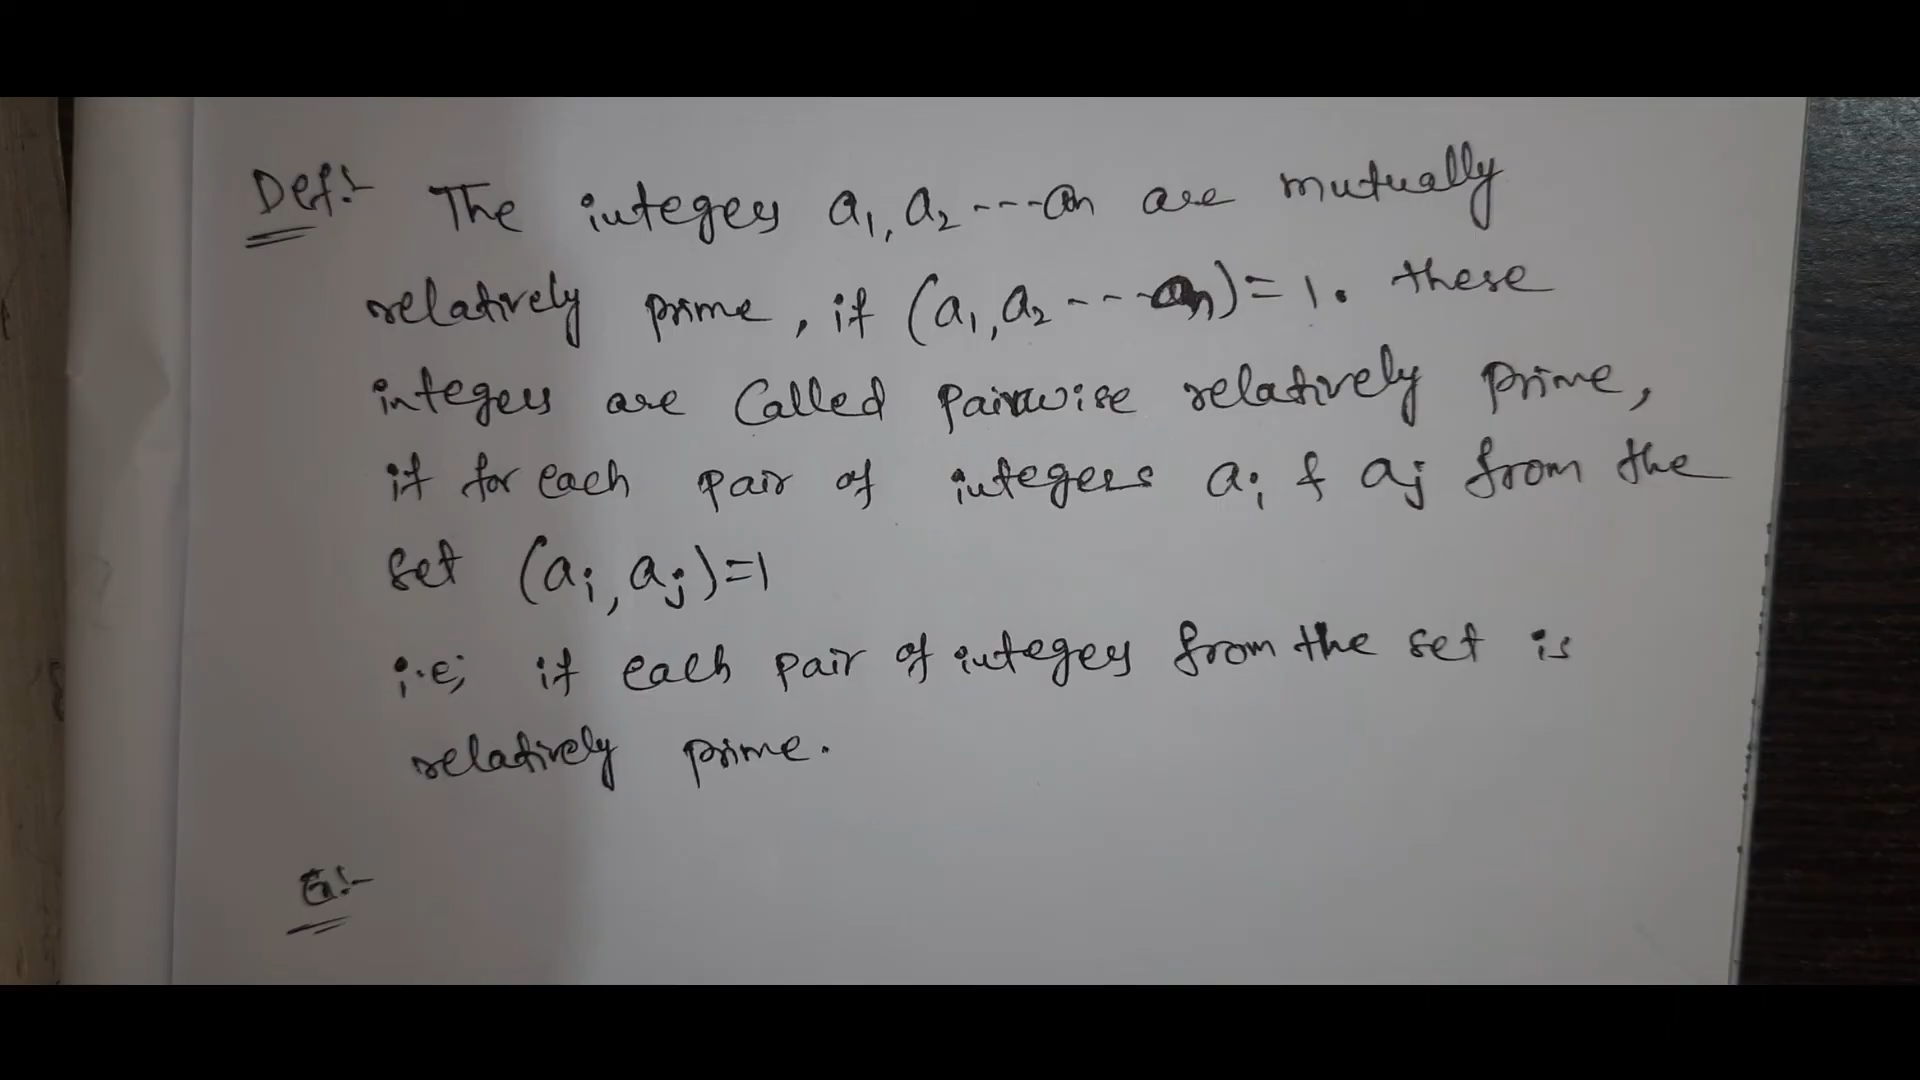 Def:- The integers a₁, a₂ ---an are mutually
relatively prime, if (a₁, a₂ --- an) = 1. these
integers are called pairwise relatively prime,
if for each pair of integers ai & aj from the
set (ai, aj)=1
i.e; if each pair of integers from the set is
relatively prime.